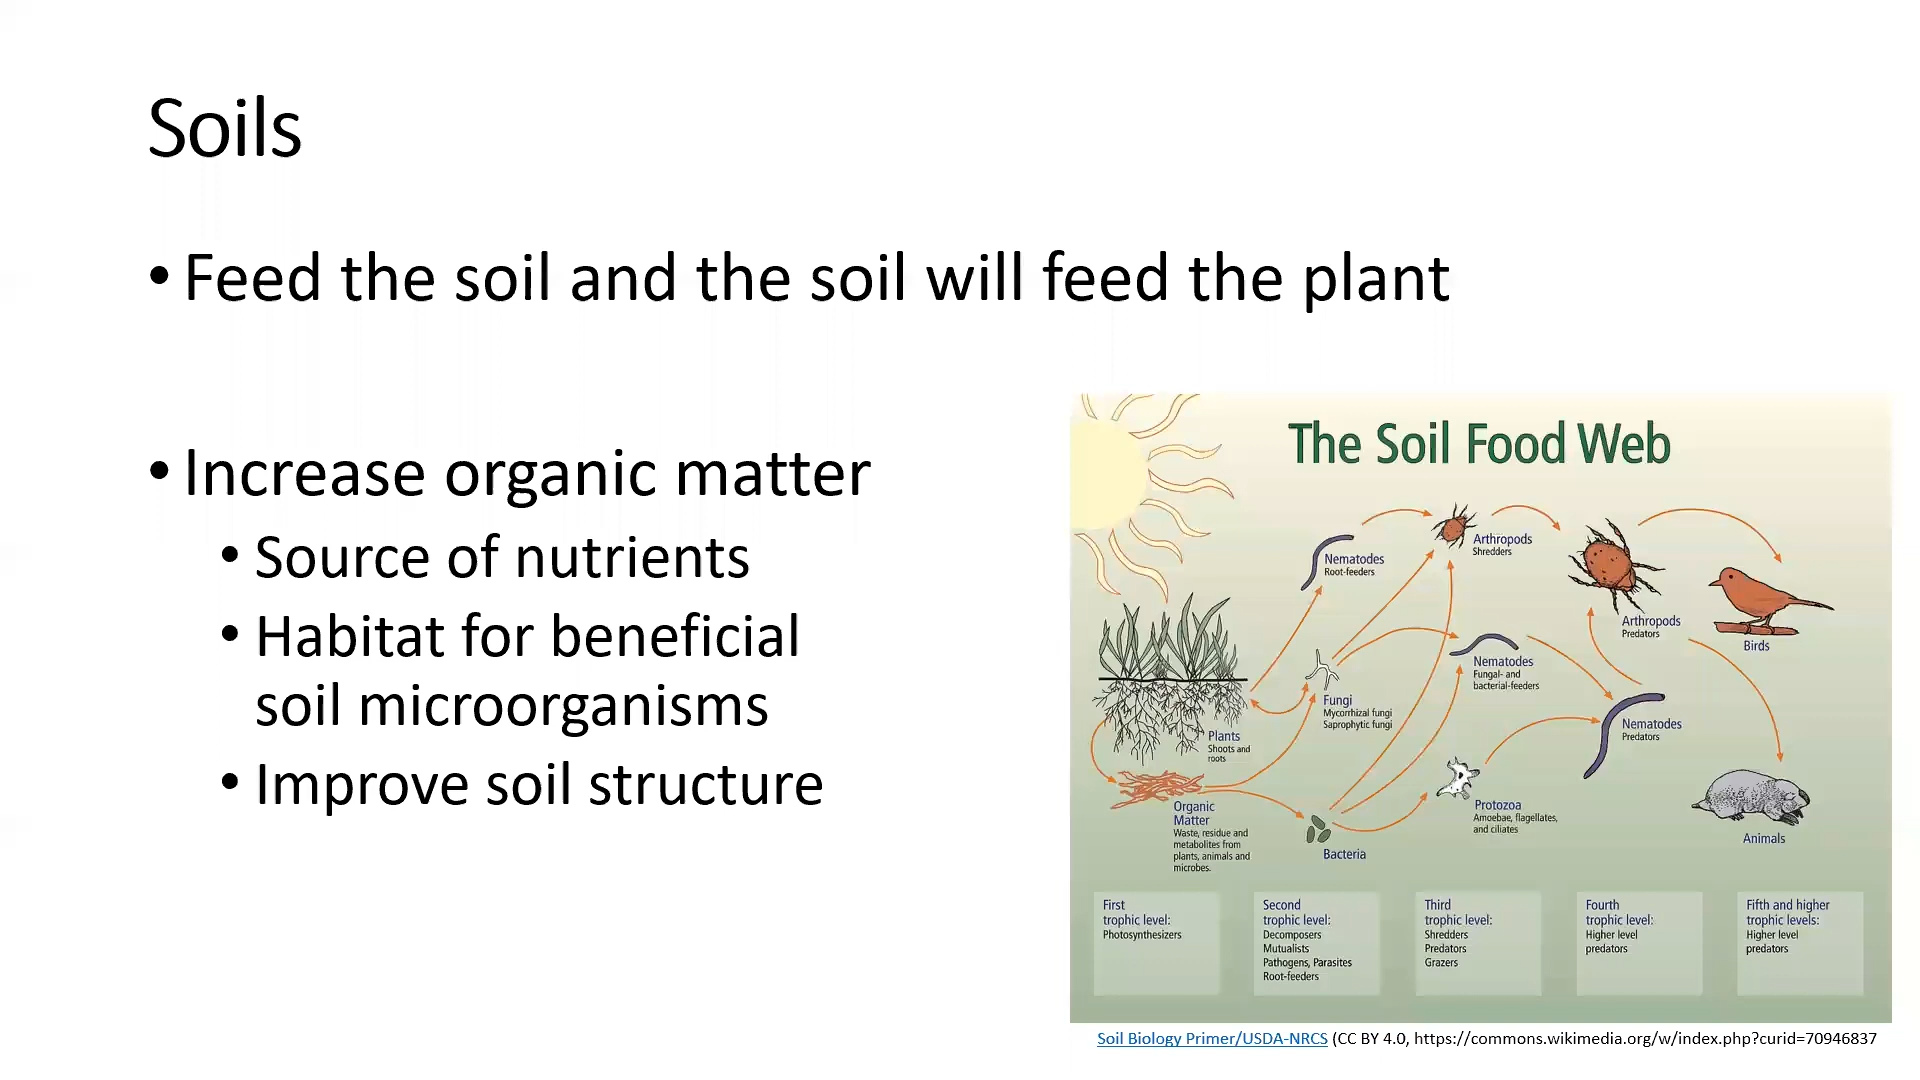 Soils
• Feed the soil and the soil will feed the plant
• Increase organic matter
• Source of nutrients
• Habitat for beneficial
soil microorganisms
• Improve soil structure
The Soil Food Web
Nematodes
Root-feeders
Arthropods
Shredders
Arthropods
Predators
Birds
Nematodes
Fungal- and
bacterial-feeders
Fungi
Mycorrhizal fungi
Saprophytic fungi
Nematodes
Predators
Plants
Shoots and
roots
Organic
Matter
Waste, residue and
metabolites from
plants, animals and
microbes.
Bacteria
Protozoa
Amoebae, flagellates,
and ciliates
Animals
First
trophic level:
Photosynthesizers
Second
trophic level:
Decomposers
Mutualists
Pathogens, Parasites
Root-feeders
Third
trophic level:
Shredders
Predators
Grazers
Fourth
trophic level:
Higher level
predators
Fifth and higher
trophic levels:
Higher level
predators
Soil Biology Primer/USDA-NRCS (CC BY 4.0, https://commons.wikimedia.org/w/index.php?curid=70946837